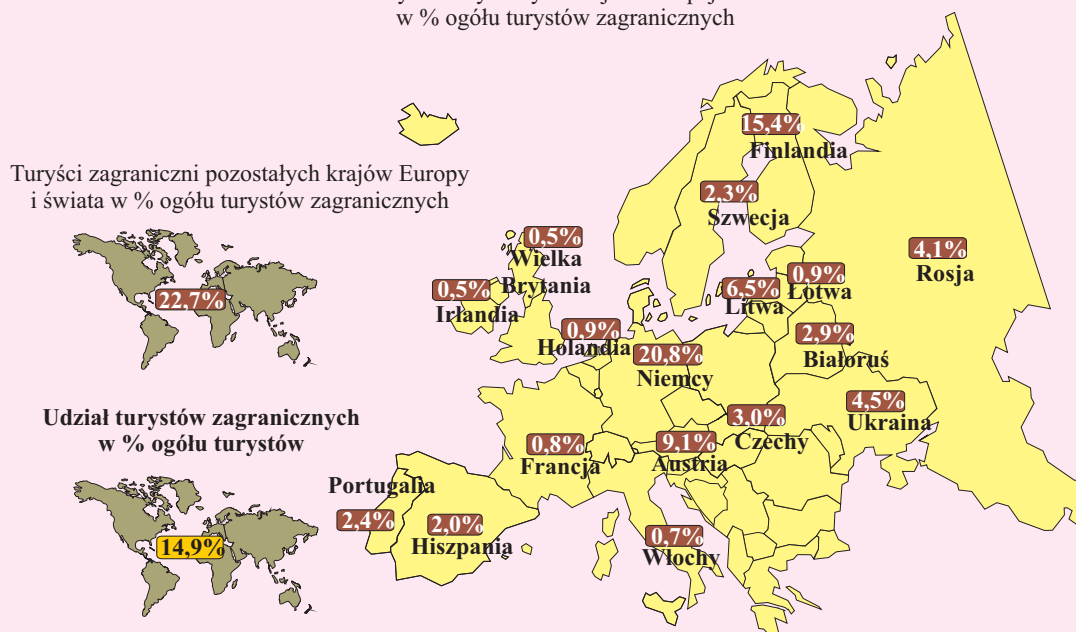 w % ogółu turystów zagranicznych
15,4%
Finlandia
Turyści zagraniczni pozostałych krajów Europy
i świata w % ogółu turystów zagranicznych
2,3%
Szwecja
0,5%
Wielka
Brytania
4,1%
Rosja
22,7%
0,5%
Irlandia
6,5%
Litwa
0,9%
Łotwa
0,9%
Holandia
2,9%
Białoruś
20,8%
Niemcy
Udział turystów zagranicznych
w % ogółu turystów
4,5%
Ukraina
3,0%
Czechy
0,8%
Francja
9,1%
Austria
Portugalia
2,4%
2,0%
Hiszpania
14,9%
0,7%
Włochy